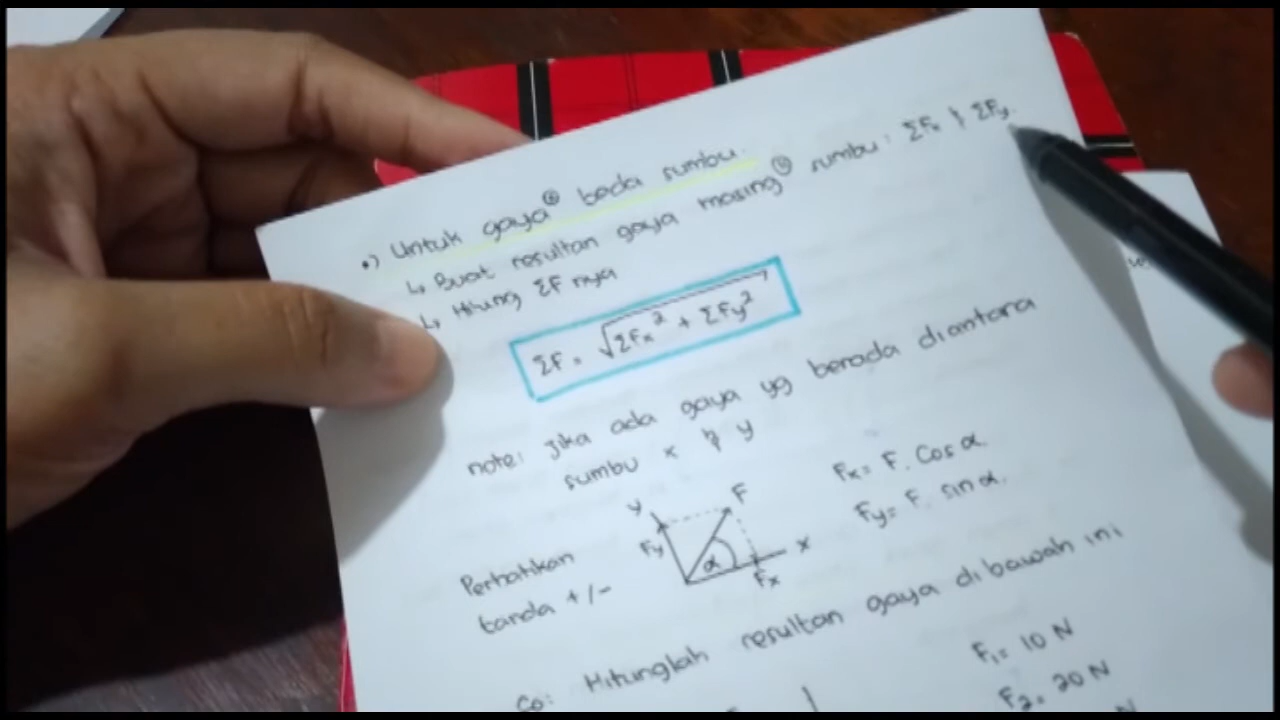 •) Untuk gaya② beda sumbu.
↳ Buat resultan gaya masing② sumbu : ΣFx & ΣFy.
↳ Hitung ΣF nya
ΣF = √ΣFx² + ΣFy²
note: Jika ada gaya yg berada diantara
sumbu x & y
Perhatikan
tanda +/-
y
F
Fy
α
x
Fx
Fx = F. Cos α.
Fy = F. sin α.
Co: Hitunglah resultan gaya dibawah ini
F₁ = 10 N
F₂ = 20 N
N